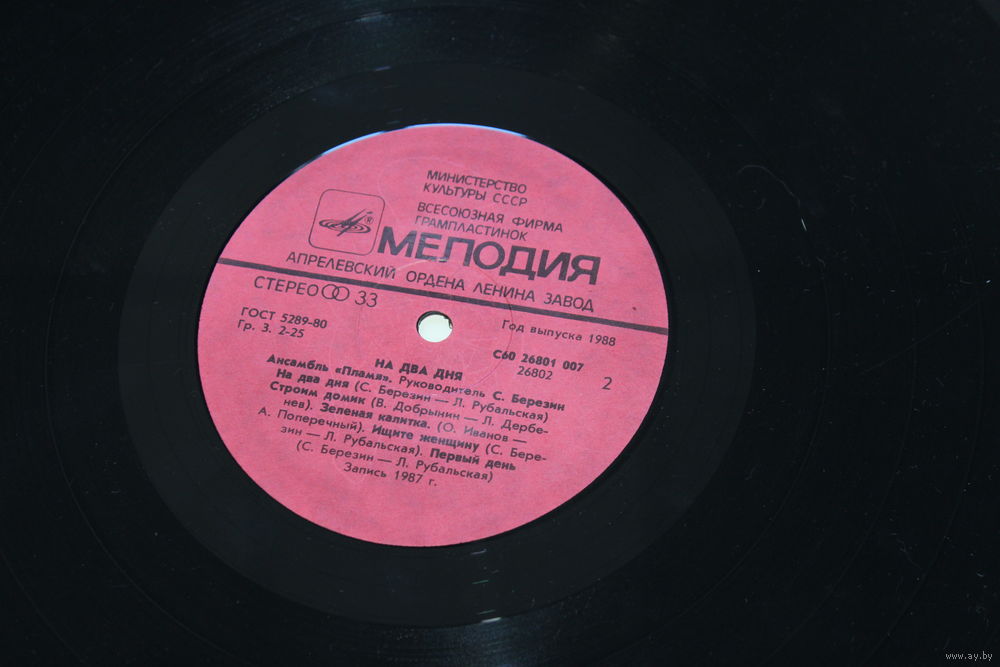 МИНИСТЕРСТВО
КУЛЬТУРЫ СССР
ВСЕСОЮЗНАЯ ФИРМА
ГРАМПЛАСТИНОК
®
МЕЛОДИЯ
АПРЕЛЕВСКИЙ ОРДЕНА ЛЕНИНА ЗАВОД
СТЕРЕО 33
ГОСТ 5289-80
Гр. 3. 2-25
Год выпуска 1988
С60 26801 007
26802
2
НА ДВА ДНЯ
Ансамбль «Пламя». Руководитель С. Березин
На два дня (С. Березин — Л. Рубальская)
Строим домик (В. Добрынин — Л. Дербе-
нев). Зеленая калитка. (О. Иванов —
А. Поперечный). Ищите женщину (С. Бере-
зин — Л. Рубальская). Первый день
(С. Березин — Л. Рубальская)
Запись 1987 г.
www.ay.by